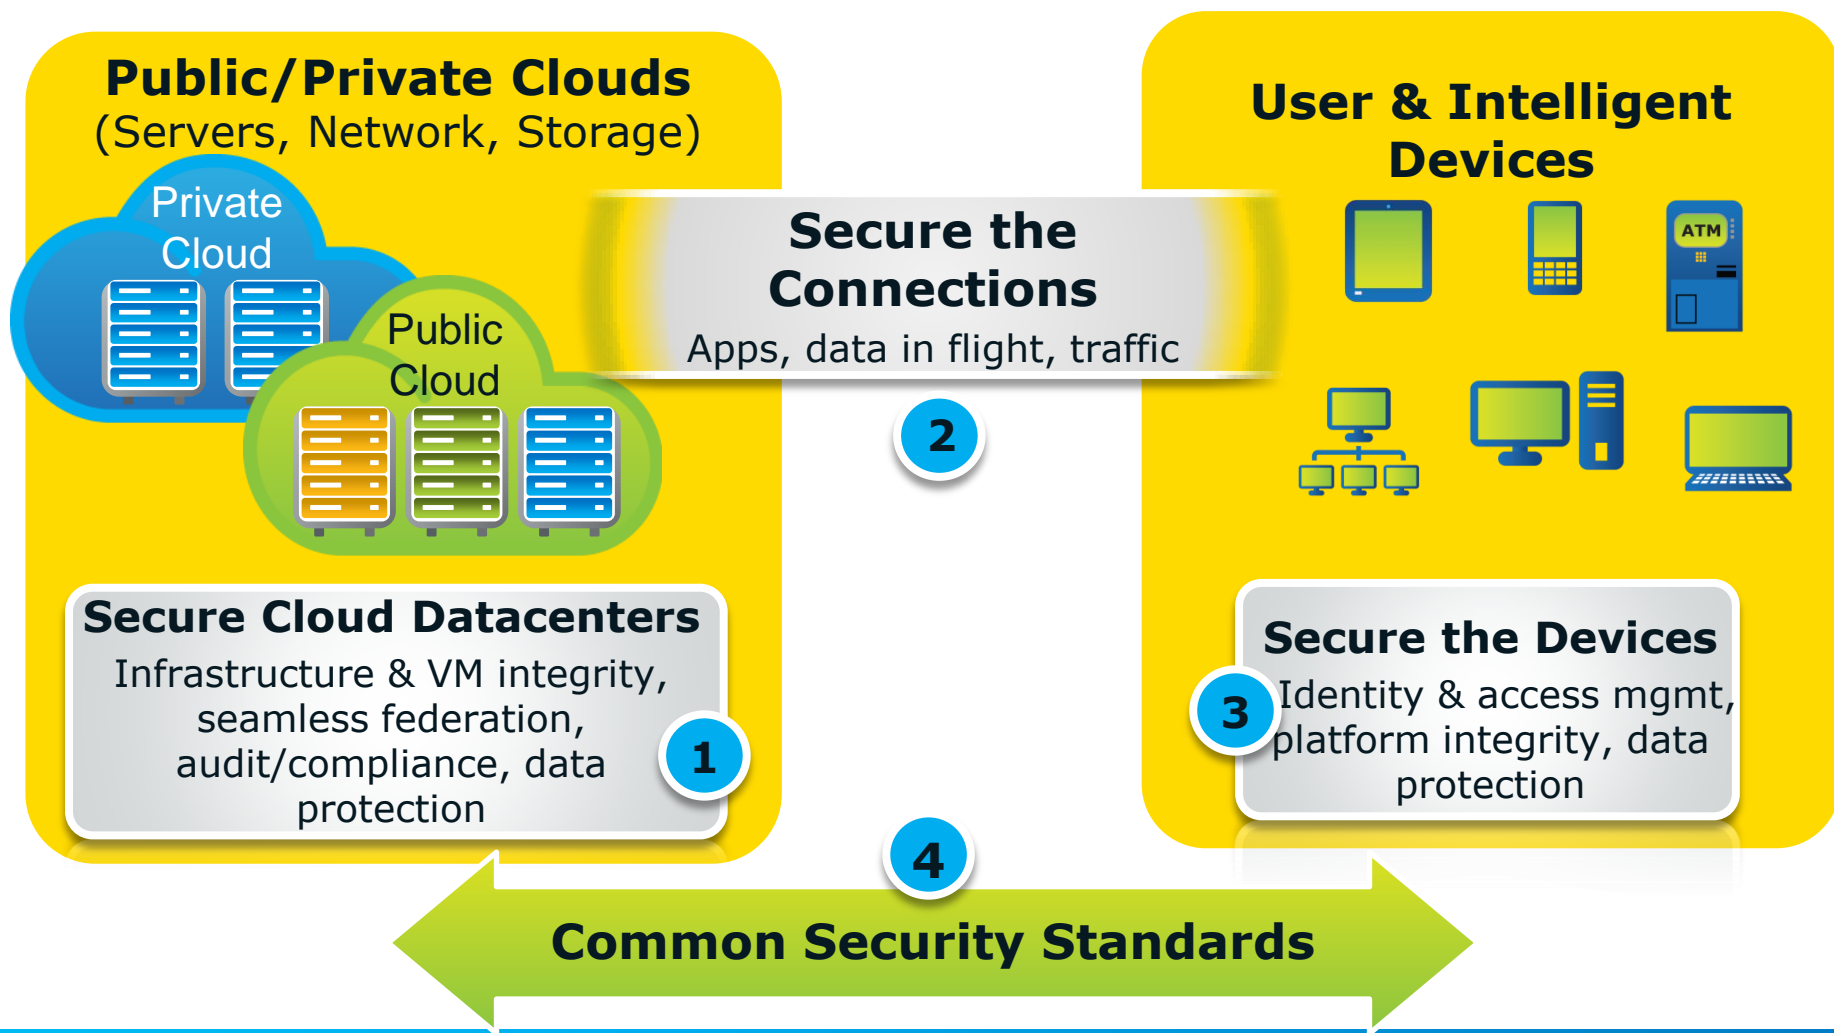 Public/Private Clouds
(Servers, Network, Storage)
Private
Cloud
Public
Cloud
Secure Cloud Datacenters
Infrastructure & VM integrity,
seamless federation,
audit/compliance, data
protection
1
Secure the
Connections
Apps, data in flight, traffic
2
User & Intelligent
Devices
ATM
Secure the Devices
Identity & access mgmt,
platform integrity, data
protection
3
4
Common Security Standards